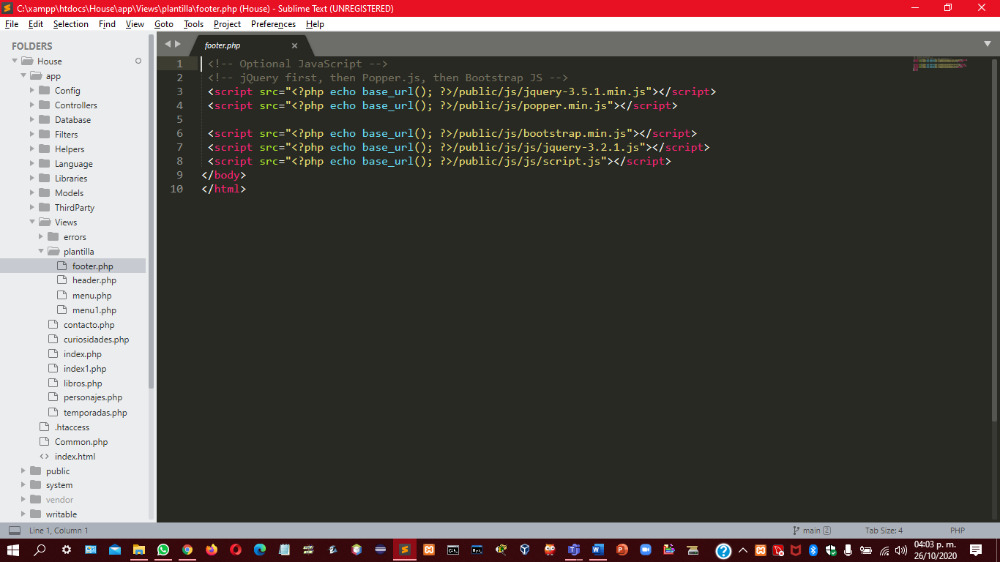 C:\xampp\htdocs\House\app\Views\plantilla\footer.php (House) - Sublime Text (UNREGISTERED)
File Edit Selection Find View Goto Tools Project Preferences Help
FOLDERS
House
app
Config
Controllers
Database
Filters
Helpers
Language
Libraries
Models
ThirdParty
Views
errors
plantilla
footer.php
header.php
menu.php
menu1.php
contacto.php
curiosidades.php
index.php
index1.php
libros.php
personajes.php
temporadas.php
.htaccess
Common.php
index.html
public
system
vendor
writable
footer.php
1 <!-- Optional JavaScript -->
2 <!-- jQuery first, then Popper.js, then Bootstrap JS -->
3 <script src="<?php echo base_url(); ?>/public/js/jquery-3.5.1.min.js"></script>
4 <script src="<?php echo base_url(); ?>/public/js/popper.min.js"></script>
5
6 <script src="<?php echo base_url(); ?>/public/js/bootstrap.min.js"></script>
7 <script src="<?php echo base_url(); ?>/public/js/js/jquery-3.2.1.js"></script>
8 <script src="<?php echo base_url(); ?>/public/js/js/script.js"></script>
9 </body>
10 </html>
Line 1, Column 1
main 2
Tab Size: 4
PHP
04:03 p. m.
26/10/2020